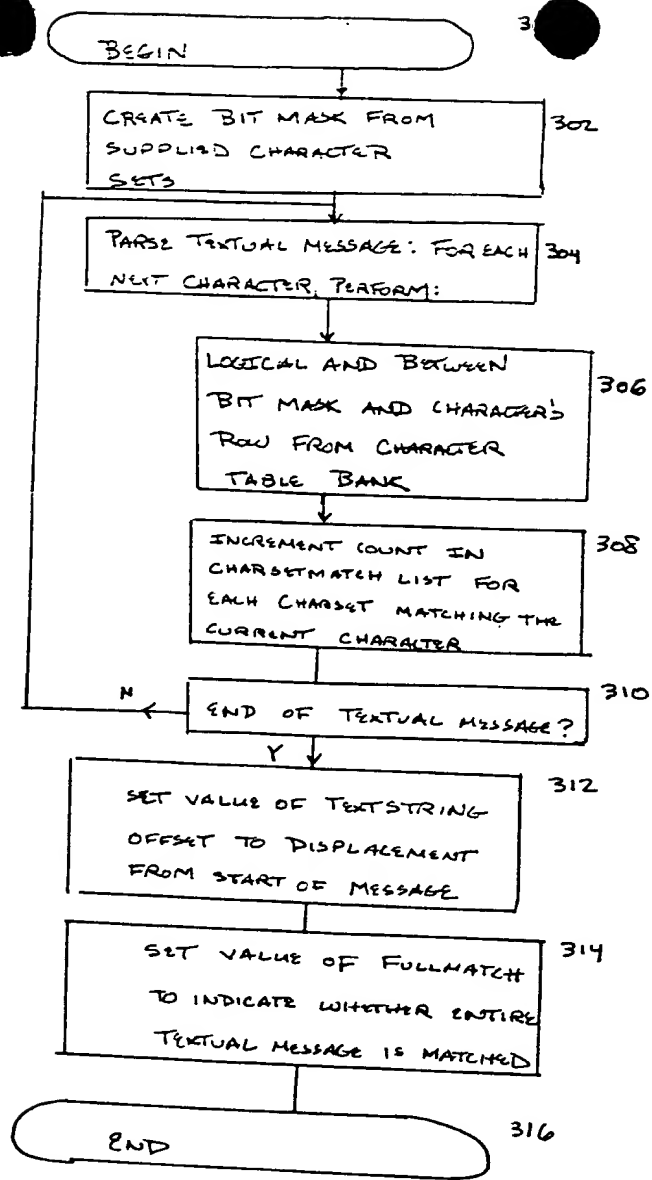 3
BEGIN
CREATE BIT MASK FROM
SUPPLIED CHARACTER
SETS
302
PARSE TEXTUAL MESSAGE: FOR EACH
NEXT CHARACTER, PERFORM:
304
LOGICAL AND BETWEEN
BIT MASK AND CHARACTER'S
ROW FROM CHARACTER
TABLE BANK
306
INCREMENT COUNT IN
CHARSETMATCH LIST FOR
EACH CHARSET MATCHING THE
CURRENT CHARACTER
308
N
END OF TEXTUAL MESSAGE?
310
Y
SET VALUE OF TEXTSTRING
OFFSET TO DISPLACEMENT
FROM START OF MESSAGE
312
SET VALUE OF FULLMATCH
TO INDICATE WHETHER ENTIRE
TEXTUAL MESSAGE IS MATCHED
314
END
316